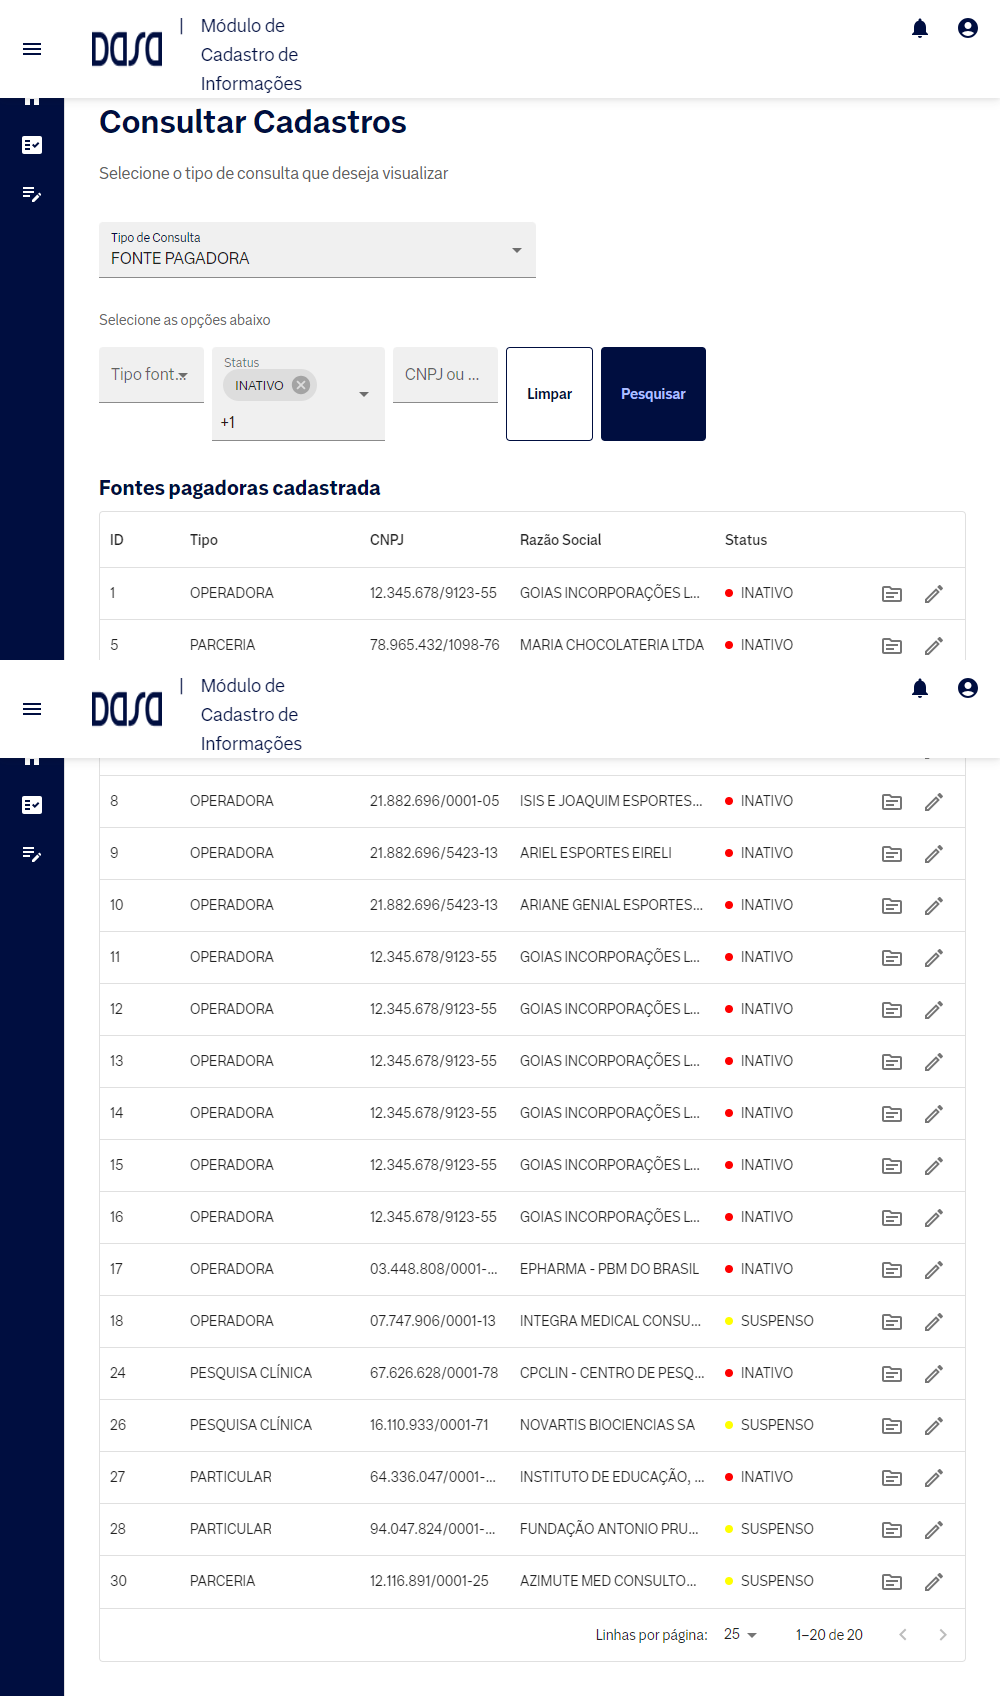 DASA
| Módulo de
Cadastro de
Informações
Consultar Cadastros
Selecione o tipo de consulta que deseja visualizar
Tipo de Consulta
FONTE PAGADORA
Selecione as opções abaixo
Tipo font...
Status
INATIVO
+1
CNPJ ou ...
Limpar
Pesquisar
Fontes pagadoras cadastrada
ID Tipo CNPJ Razão Social Status
1 OPERADORA 12.345.678/9123-55 GOIAS INCORPORAÇÕES L... INATIVO
5 PARCERIA 78.965.432/1098-76 MARIA CHOCOLATERIA LTDA INATIVO
DASA
| Módulo de
Cadastro de
Informações
8 OPERADORA 21.882.696/0001-05 ISIS E JOAQUIM ESPORTES... INATIVO
9 OPERADORA 21.882.696/5423-13 ARIEL ESPORTES EIRELI INATIVO
10 OPERADORA 21.882.696/5423-13 ARIANE GENIAL ESPORTES... INATIVO
11 OPERADORA 12.345.678/9123-55 GOIAS INCORPORAÇÕES L... INATIVO
12 OPERADORA 12.345.678/9123-55 GOIAS INCORPORAÇÕES L... INATIVO
13 OPERADORA 12.345.678/9123-55 GOIAS INCORPORAÇÕES L... INATIVO
14 OPERADORA 12.345.678/9123-55 GOIAS INCORPORAÇÕES L... INATIVO
15 OPERADORA 12.345.678/9123-55 GOIAS INCORPORAÇÕES L... INATIVO
16 OPERADORA 12.345.678/9123-55 GOIAS INCORPORAÇÕES L... INATIVO
17 OPERADORA 03.448.808/0001-... EPHARMA - PBM DO BRASIL INATIVO
18 OPERADORA 07.747.906/0001-13 INTEGRA MEDICAL CONSU... SUSPENSO
24 PESQUISA CLÍNICA 67.626.628/0001-78 CPCLIN - CENTRO DE PESQ... INATIVO
26 PESQUISA CLÍNICA 16.110.933/0001-71 NOVARTIS BIOCIENCIAS SA SUSPENSO
27 PARTICULAR 64.336.047/0001-... INSTITUTO DE EDUCAÇÃO, ... INATIVO
28 PARTICULAR 94.047.824/0001-... FUNDAÇÃO ANTONIO PRU... SUSPENSO
30 PARCERIA 12.116.891/0001-25 AZIMUTE MED CONSULTO... SUSPENSO
Linhas por página: 25 1–20 de 20